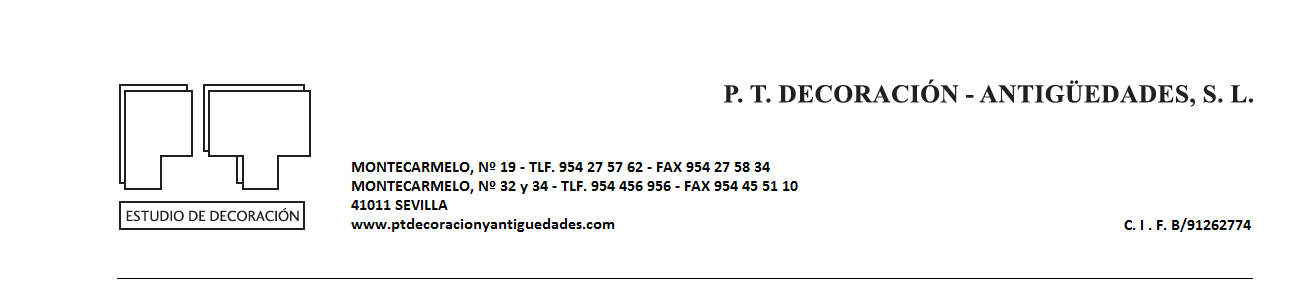 P. T. DECORACIÓN - ANTIGÜEDADES, S. L.
MONTECARMELO, Nº 19 - TLF. 954 27 57 62 - FAX 954 27 58 34
MONTECARMELO, Nº 32 y 34 - TLF. 954 456 956 - FAX 954 45 51 10
41011 SEVILLA
www.ptdecoracionyantiguedades.com
ESTUDIO DE DECORACIÓN
C. I . F. B/91262774